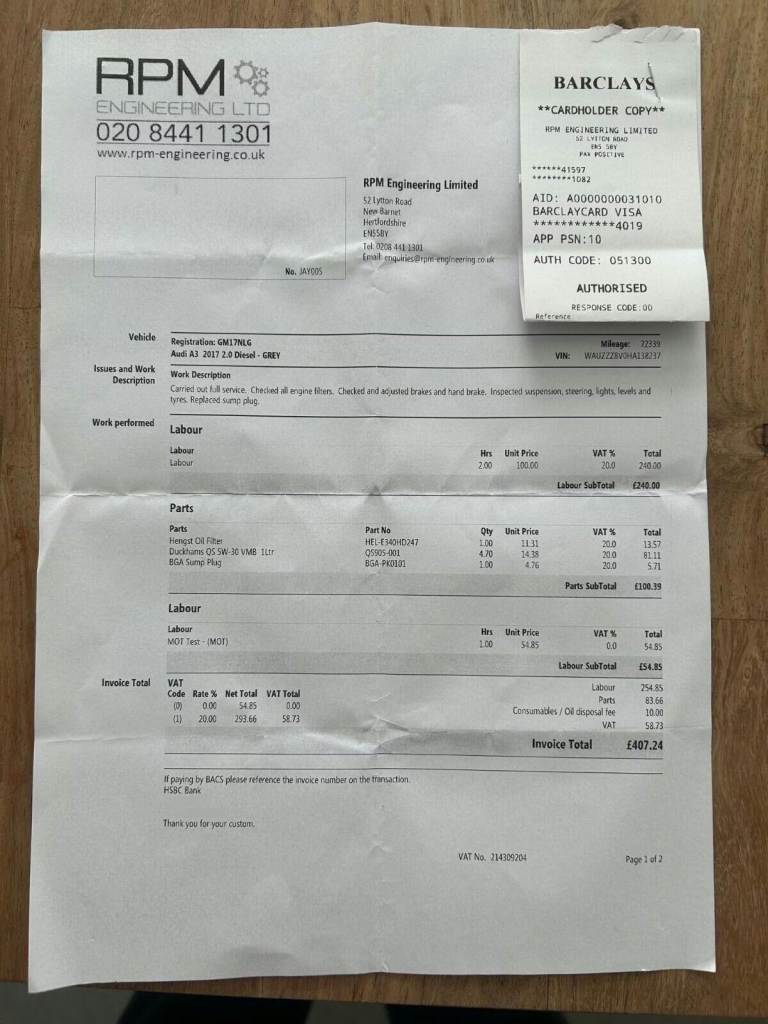 RPM
ENGINEERING LTD
020 8441 1301
www.rpm-engineering.co.uk
No. JAY005
RPM Engineering Limited
52 Lytton Road
New Barnet
Hertfordshire
EN55BY
Tel: 0208 441 1301
Email: enquiries@rpm-engineering.co.uk
BARCLAYS
**CARDHOLDER COPY**
RPM ENGINEERING LIMITED
52 LYTTON ROAD
EN5 5BY
PAX POSITIVE
******41597
********1082
AID: A0000000031010
BARCLAYCARD VISA
************4019
APP PSN:10
AUTH CODE: 051300
AUTHORISED
RESPONSE CODE:00
Reference
Vehicle Registration: GM17NLG Mileage: 72339
Audi A3 2017 2.0 Diesel - GREY VIN: WAUZZZ8V0HA138237
Issues and Work Description Work Description
Carried out full service. Checked all engine filters. Checked and adjusted brakes and hand brake. Inspected suspension, steering, lights, levels and
tyres. Replaced sump plug.
Work performed Labour
Labour Hrs Unit Price VAT % Total
Labour 2.00 100.00 20.0 240.00
Labour SubTotal £240.00
Parts
Parts Part No Qty Unit Price VAT % Total
Hengst Oil Filter HEL-E340HD247 1.00 11.31 20.0 13.57
Duckhams QS 5W-30 VMB 1Ltr QS905-001 4.70 14.38 20.0 81.11
BGA Sump Plug BGA-PK0101 1.00 4.76 20.0 5.71
Parts SubTotal £100.39
Labour
Labour Hrs Unit Price VAT % Total
MOT Test - (MOT) 1.00 54.85 0.0 54.85
Labour SubTotal £54.85
Invoice Total VAT
Code Rate % Net Total VAT Total
(0) 0.00 54.85 0.00
(1) 20.00 293.66 58.73
Labour 254.85
Parts 83.66
Consumables / Oil disposal fee 10.00
VAT 58.73
Invoice Total £407.24
If paying by BACS please reference the invoice number on the transaction.
HSBC Bank
Thank you for your custom.
VAT No. 214309204 Page 1 of 2